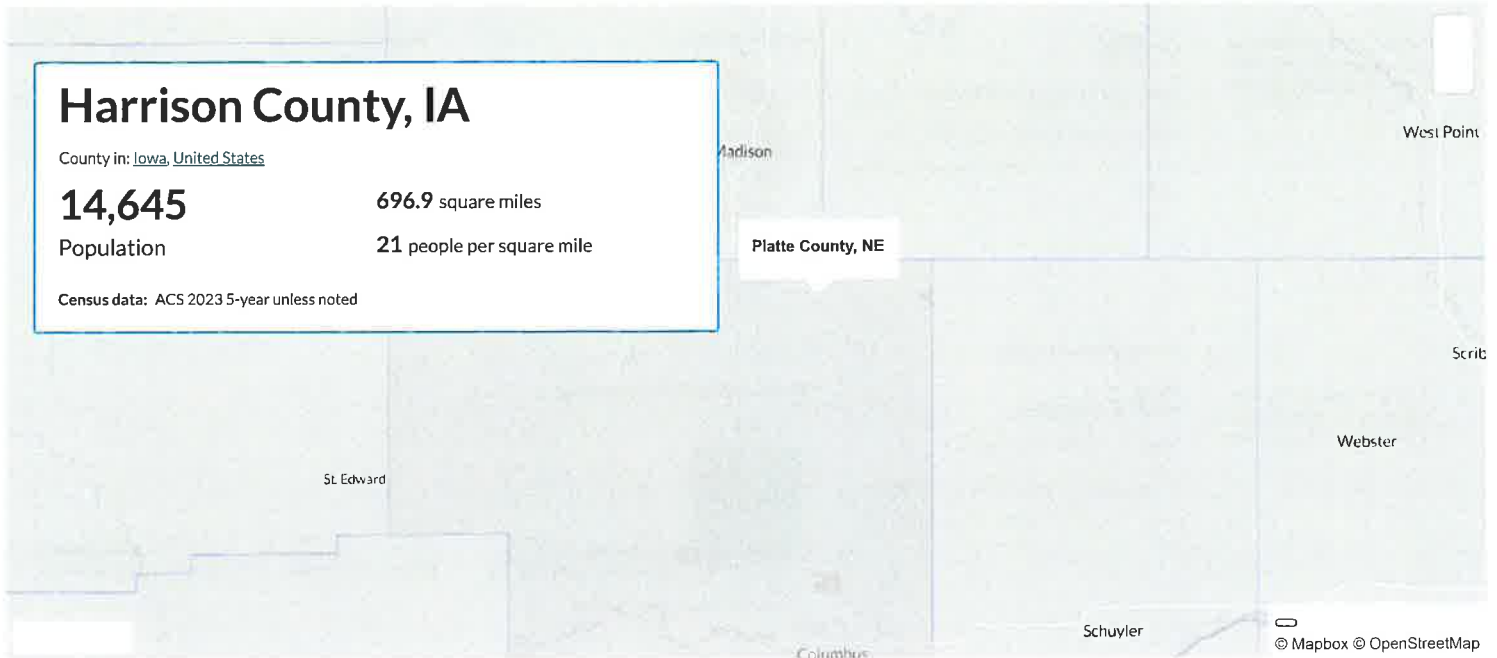 Harrison County, IA
County in: Iowa, United States
14,645
Population
696.9 square miles
21 people per square mile
Census data: ACS 2023 5-year unless noted
Madison
West Point
Platte County, NE
Scrib
Webster
St. Edward
Schuyler
Columbus
© Mapbox © OpenStreetMap